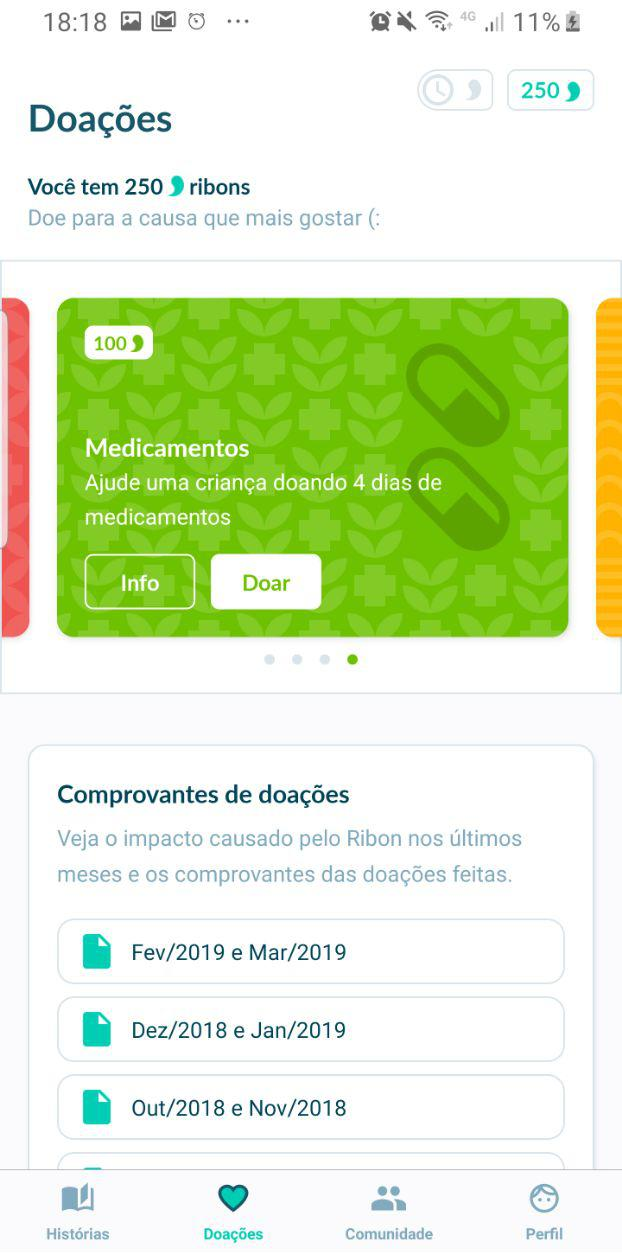 18:18
4G
11%
250
Doações
Você tem 250 ribons
Doe para a causa que mais gostar (:
100
Medicamentos
Ajude uma criança doando 4 dias de
medicamentos
Info
Doar
Comprovantes de doações
Veja o impacto causado pelo Ribon nos últimos
meses e os comprovantes das doações feitas.
Fev/2019 e Mar/2019
Dez/2018 e Jan/2019
Out/2018 e Nov/2018
Histórias
Doações
Comunidade
Perfil